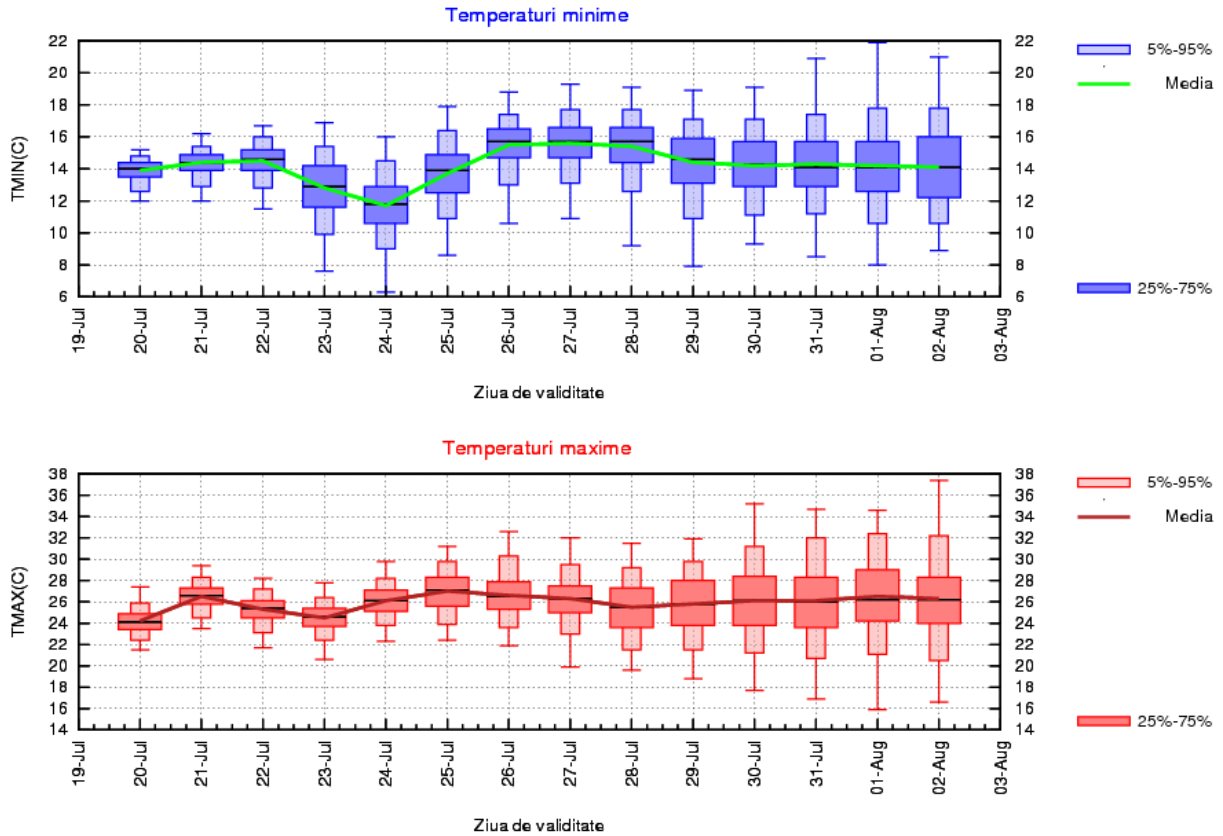 Temperaturi minime
TMIN(C)
22 22
20 20
18 18
16 16
14 14
12 12
10 10
8 8
6 6
19-Jul 20-Jul 21-Jul 22-Jul 23-Jul 24-Jul 25-Jul 26-Jul 27-Jul 28-Jul 29-Jul 30-Jul 31-Jul 01-Aug 02-Aug 03-Aug
Ziua de validitate
5%-95%
Media
25%-75%
Temperaturi maxime
TMAX(C)
38 38
36 36
34 34
32 32
30 30
28 28
26 26
24 24
22 22
20 20
18 18
16 16
14 14
19-Jul 20-Jul 21-Jul 22-Jul 23-Jul 24-Jul 25-Jul 26-Jul 27-Jul 28-Jul 29-Jul 30-Jul 31-Jul 01-Aug 02-Aug 03-Aug
Ziua de validitate
5%-95%
Media
25%-75%